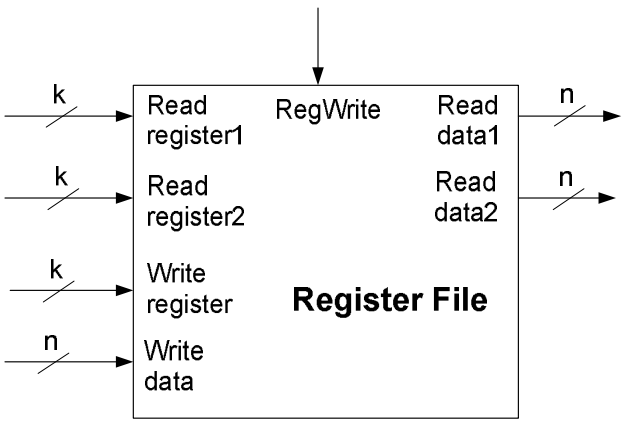 k
Read
register1
RegWrite
Read
data1
n
k
Read
register2
Read
data2
n
k
Write
register
Register File
n
Write
data